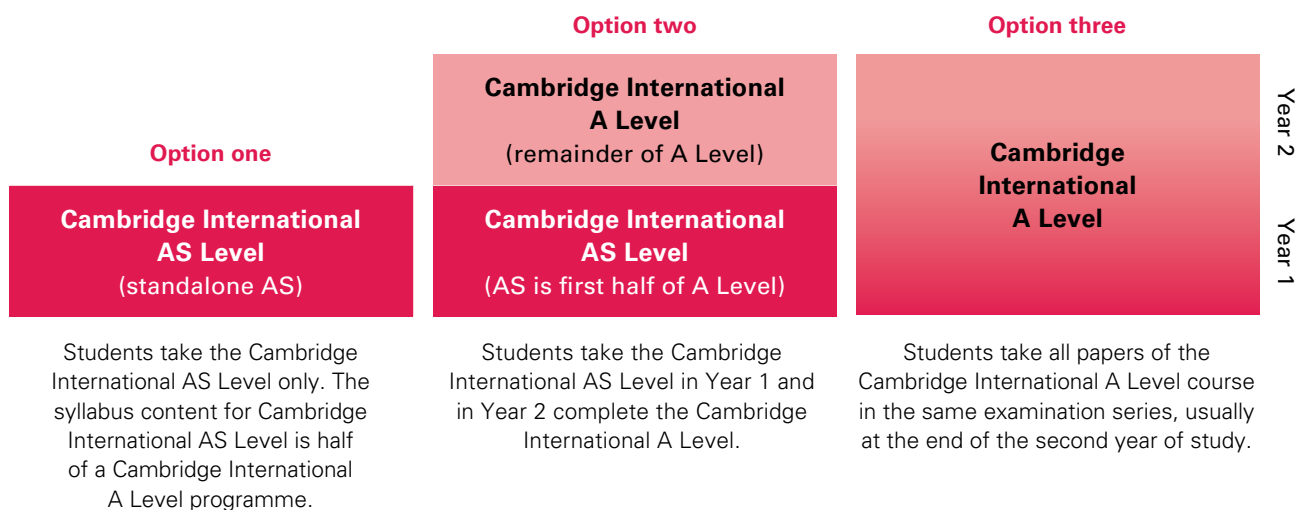 Option one
Cambridge International
AS Level
(standalone AS)
Students take the Cambridge
International AS Level only. The
syllabus content for Cambridge
International AS Level is half
of a Cambridge International
A Level programme.
Option two
Cambridge International
A Level
(remainder of A Level)
Cambridge International
AS Level
(AS is first half of A Level)
Students take the Cambridge
International AS Level in Year 1 and
in Year 2 complete the Cambridge
International A Level.
Option three
Cambridge
International
A Level
Students take all papers of the
Cambridge International A Level course
in the same examination series, usually
at the end of the second year of study.
Year 2
Year 1